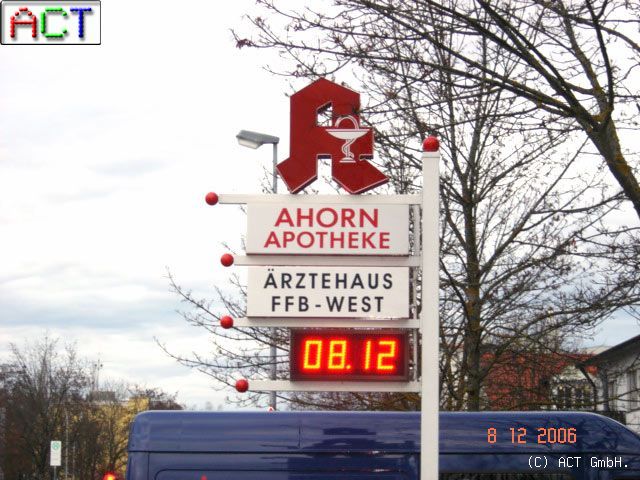 ACT
AHORN
APOTHEKE
ÄRZTEHAUS
FFB-WEST
08.12
8 12 2006
(C) ACT GmbH.